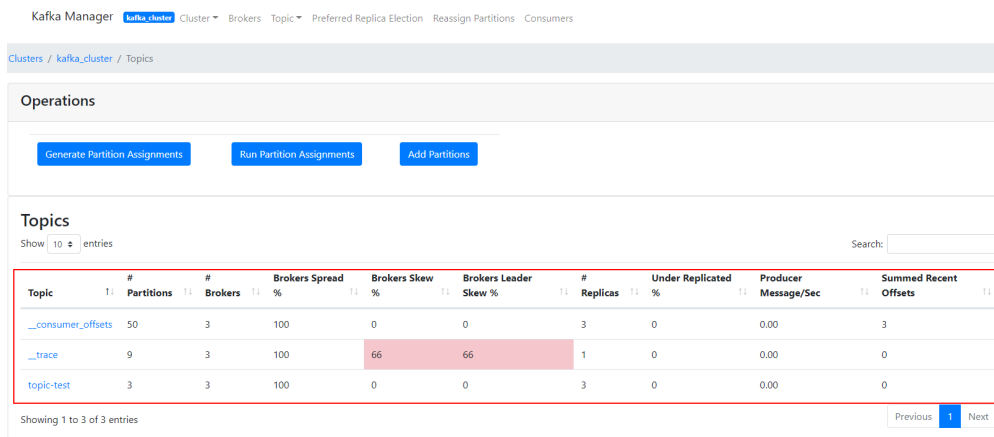 Kafka Manager kafka_cluster Cluster Brokers Topic Preferred Replica Election Reassign Partitions Consumers
Clusters / kafka_cluster / Topics
Operations
Generate Partition Assignments Run Partition Assignments Add Partitions
Topics
Show 10 entries Search:
Topic # Partitions # Brokers Brokers Spread % Brokers Skew % Brokers Leader Skew % # Replicas Under Replicated % Producer Message/Sec Summed Recent Offsets
__consumer_offsets 50 3 100 0 0 3 0 0.00 3
__trace 9 3 100 66 66 1 0 0.00 0
topic-test 3 3 100 0 0 3 0 0.00 0
Showing 1 to 3 of 3 entries Previous 1 Next